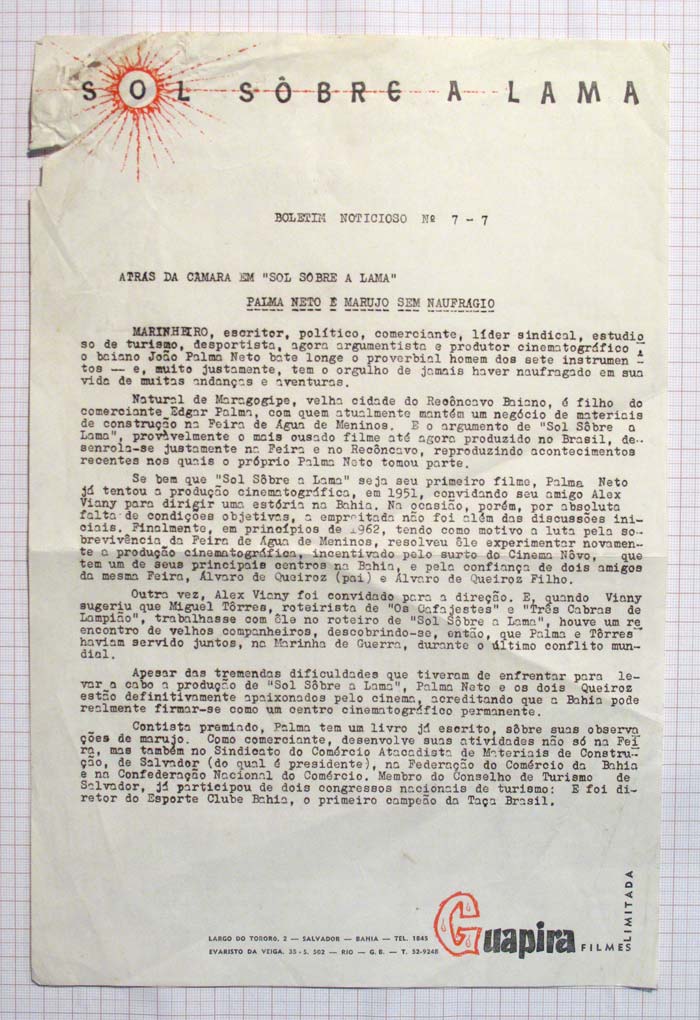 SOL SÔBRE A LAMA
BOLETIM NOTICIOSO Nº 7 - 7
ATRÁS DA CÂMARA EM "SOL SÔBRE A LAMA"
PALMA NETO É MARUJO SEM NAUFRÁGIO
MARINHEIRO, escritor, político, comerciante, líder sindical, estudio
so de turismo, desportista, agora argumentista e produtor cinematográfico ,
o baiano João Palma Neto bate longe o proverbial homem dos sete instrumen -
tos -- e, muito justamente, tem o orgulho de jamais haver naufragado em sua
vida de muitas andanças e aventuras.
Natural de Maragogipe, velha cidade do Recôncavo Baiano, é filho do
comerciante Edgar Palma, com quem atualmente mantém um negócio de materiais
de construção na Feira de Água de Meninos. E o argumento de "Sol Sôbre a
Lama", provàvelmente o mais ousado filme até agora produzido no Brasil, de-
senrola-se justamente na Feira e no Recôncavo, reproduzindo acontecimentos
recentes nos quais o próprio Palma Neto tomou parte.
Se bem que "Sol Sôbre a Lama" seja seu primeiro filme, Palma Neto
já tentou a produção cinematográfica, em 1951, convidando seu amigo Alex
Viany para dirigir uma estória na Bahia. Na ocasião, porém, por absoluta
falta de condições objetivas, a empreitada não foi além das discussões ini-
ciais. Finalmente, em princípios de 1962, tendo como motivo a luta pela so-
brevivência da Feira de Água de Meninos, resolveu êle experimentar novamen-
te a produção cinematográfica, incentivado pelo surto do Cinema Nôvo, que
tem um de seus principais centros na Bahia, e pela confiança de dois amigos
da mesma Feira, Álvaro de Queiroz (pai) e Álvaro de Queiroz Filho.
Outra vez, Alex Viany foi convidado para a direção. E, quando Viany
sugeriu que Miguel Tôrres, roteirista de "Os Cafajestes" e "Três Cabras de
Lampião", trabalhasse com êle no roteiro de "Sol Sôbre a Lama", houve um re
encontro de velhos companheiros, descobrindo-se, então, que Palma e Tôrres
haviam servido juntos, na Marinha de Guerra, durante o último conflito mun-
dial.
Apesar das tremendas dificuldades que tiveram de enfrentar para le-
var a cabo a produção de "Sol Sôbre a Lama", Palma Neto e os dois Queiroz
estão definitivamente apaixonados pelo cinema, acreditando que a Bahia pode
realmente firmar-se como um centro cinematográfico permanente.
Contista premiado, Palma tem um livro já escrito, sôbre suas observa
ções de marujo. Como comerciante, desenvolve suas atividades não só na Fei
ra, mas também no Sindicato do Comércio Atacadista de Materiais de Constru-
ção, de Salvador (do qual é presidente), na Federação do Comércio da Bahia
e na Confederação Nacional do Comércio. Membro do Conselho de Turismo de
Salvador, já participou de dois congressos nacionais de turismo: E foi di-
retor do Esporte Clube Bahia, o primeiro campeão da Taça Brasil.
LARGO DO TORORO, 2 — SALVADOR — BAHIA — TEL. 1845
EVARISTO DA VEIGA, 35 - S. 502 — RIO — G. B. — T. 52-9248
Guapira FILMES LIMITADA